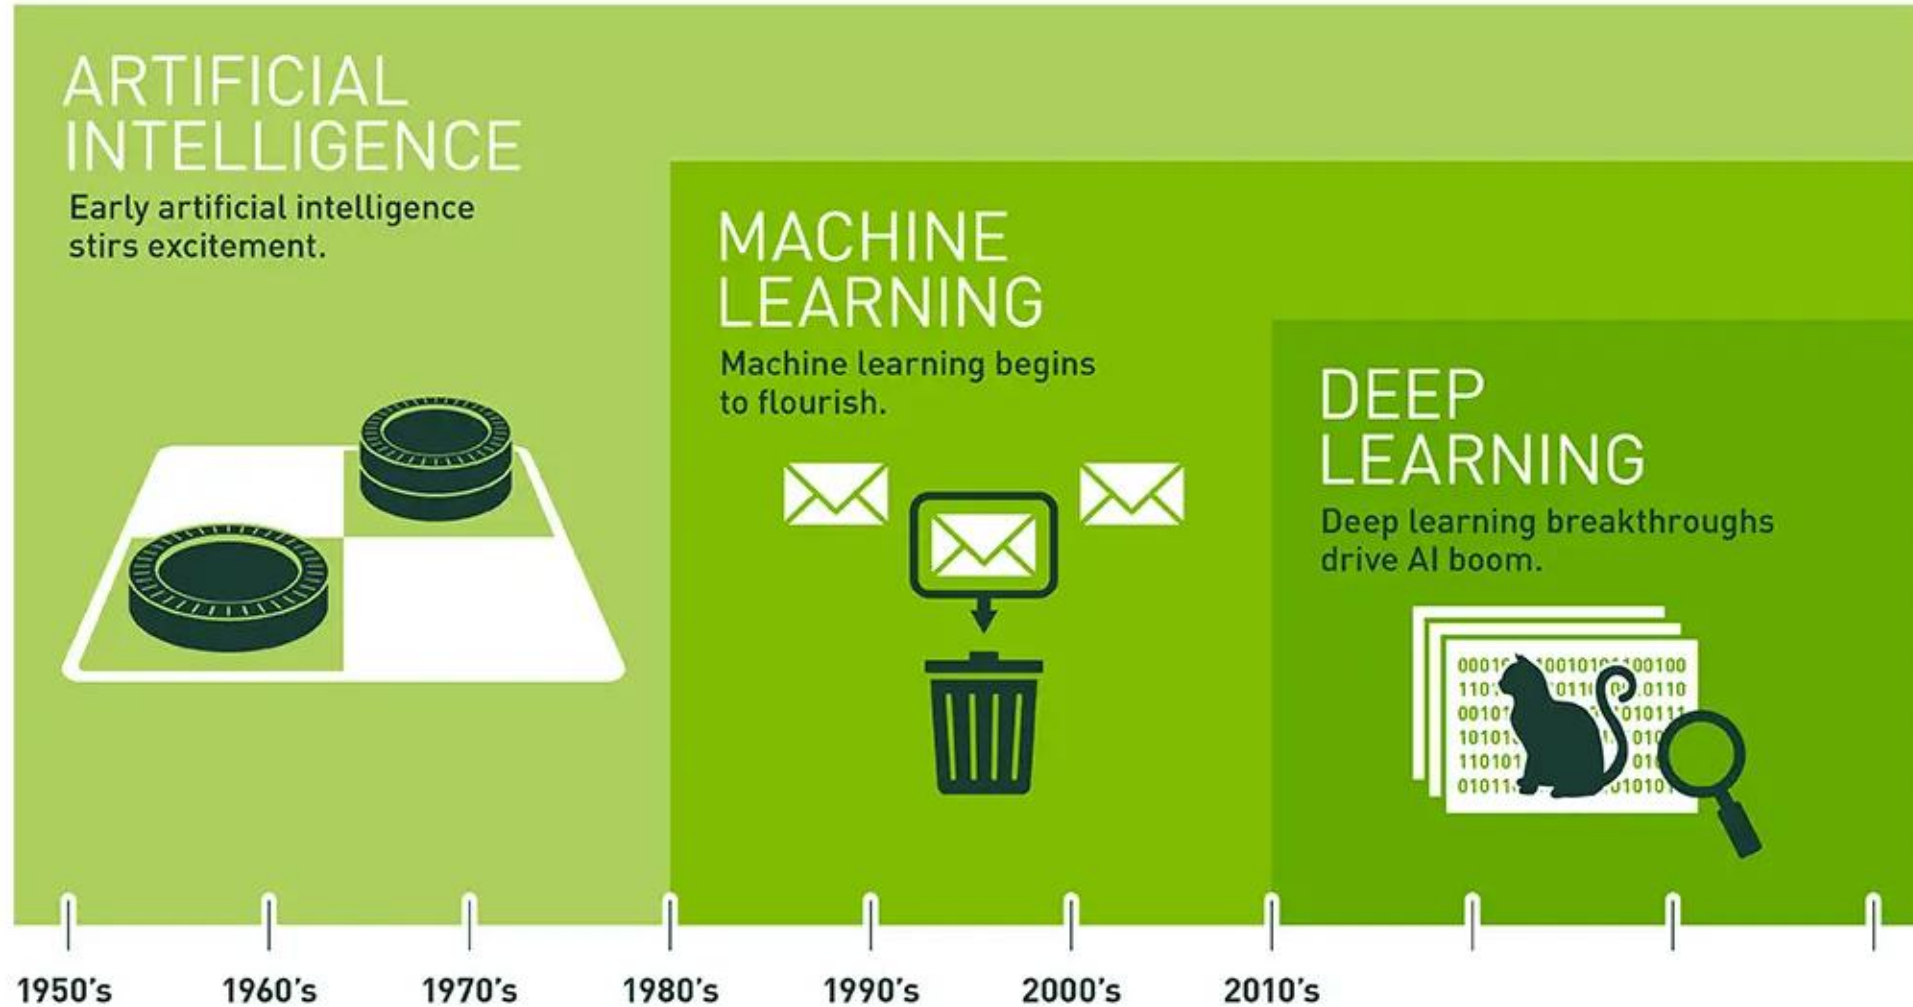 ARTIFICIAL
INTELLIGENCE
Early artificial intelligence
stirs excitement.
MACHINE
LEARNING
Machine learning begins
to flourish.
DEEP
LEARNING
Deep learning breakthroughs
drive AI boom.
1950's
1960's
1970's
1980's
1990's
2000's
2010's